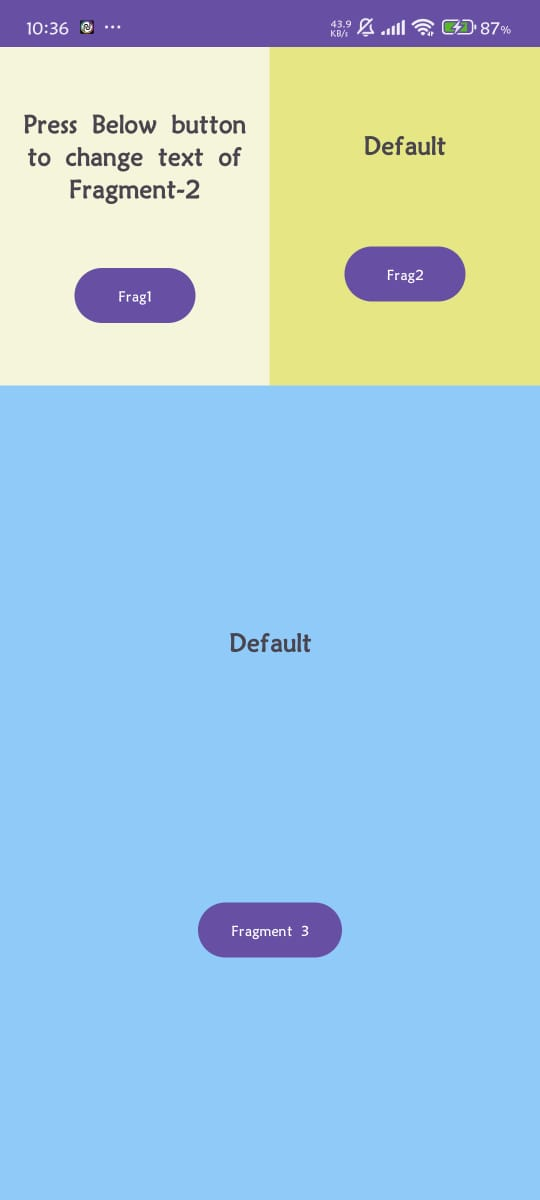 10:36 ... 43.9 KB/s 87%
Press Below button
to change text of
Fragment-2
Frag1
Default
Frag2
Default
Fragment 3